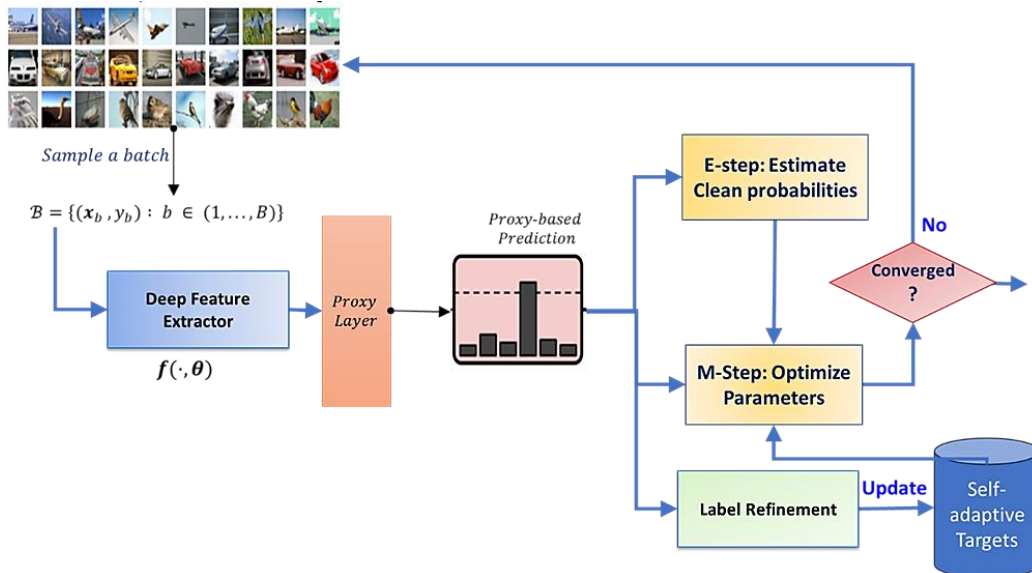 Sample a batch
ℬ = {(𝒙_b , y_b) : b ∈ (1, … , B)}
Deep Feature
Extractor
𝒇(·, 𝜽)
Proxy
Layer
Proxy-based
Prediction
E-step: Estimate
Clean probabilities
M-Step: Optimize
Parameters
Label Refinement
Update
Self-
adaptive
Targets
No
Converged
?